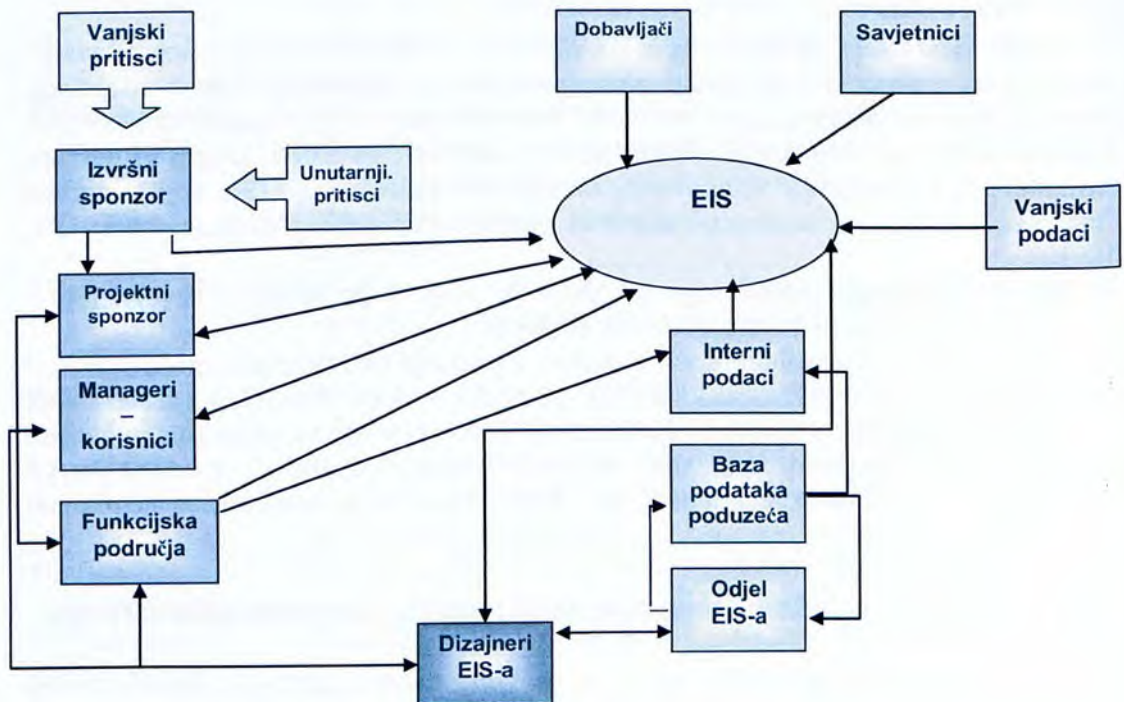 Vanjski
pritisci
Dobavljači
Savjetnici
Izvršni
sponzor
Unutarnji.
pritisci
EIS
Vanjski
podaci
Projektni
sponzor
Interni
podaci
Manageri
–
korisnici
Baza
podataka
poduzeća
Funkcijska
područja
Odjel
EIS-a
Dizajneri
EIS-a